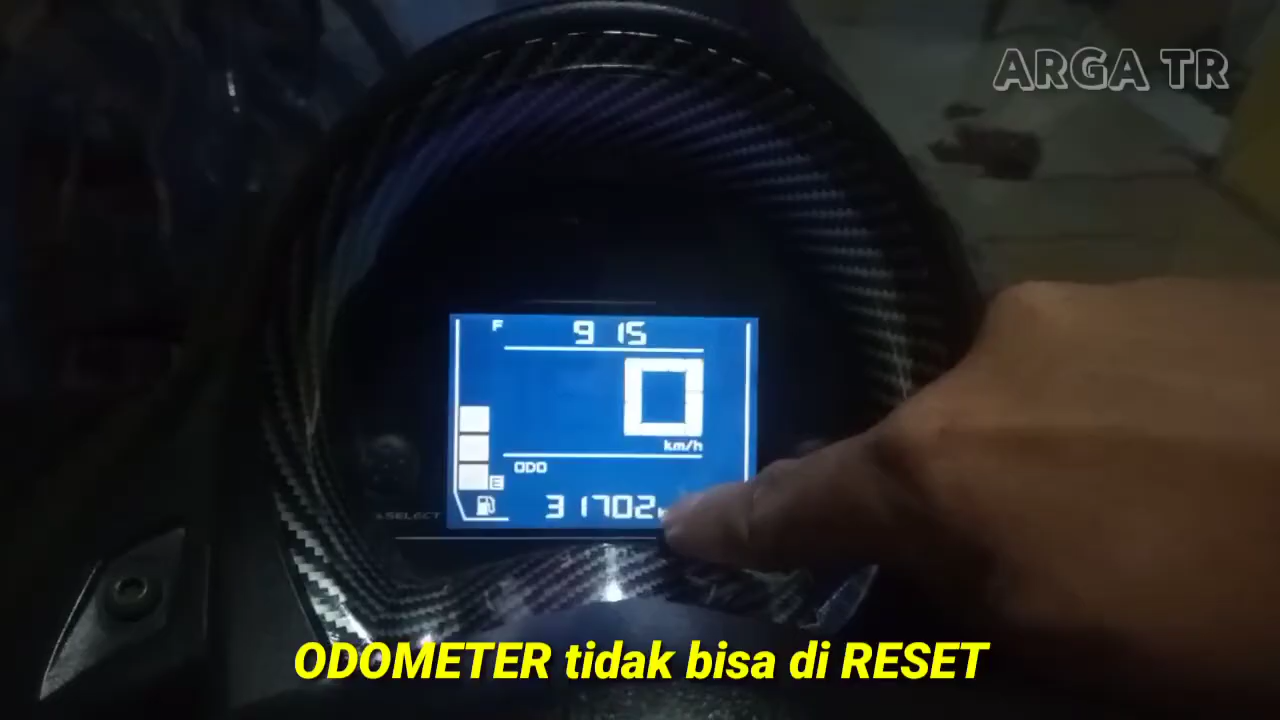 ARGA TR
F 9 15
0
km/h
ODO
E
31702
SELECT
ODOMETER tidak bisa di RESET